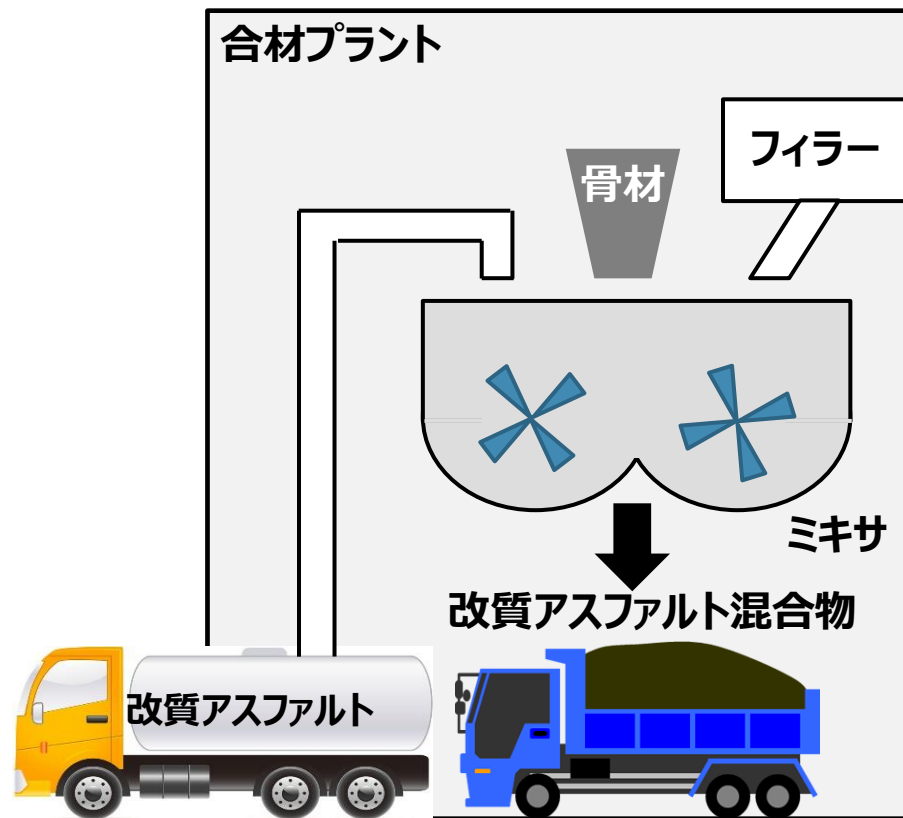 合材プラント
フィラー
骨材
ミキサ
改質アスファルト混合物
改質アスファルト